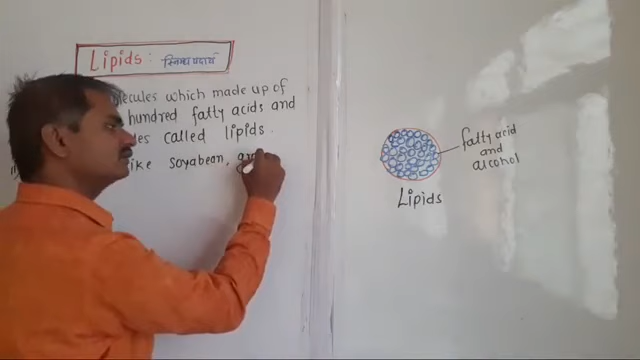 Lipids : स्निग्ध पदार्थ
molecules which made up of
hundred fatty acids and
called lipids.
like soyabean,
fatty acid
and
alcohol
Lipids